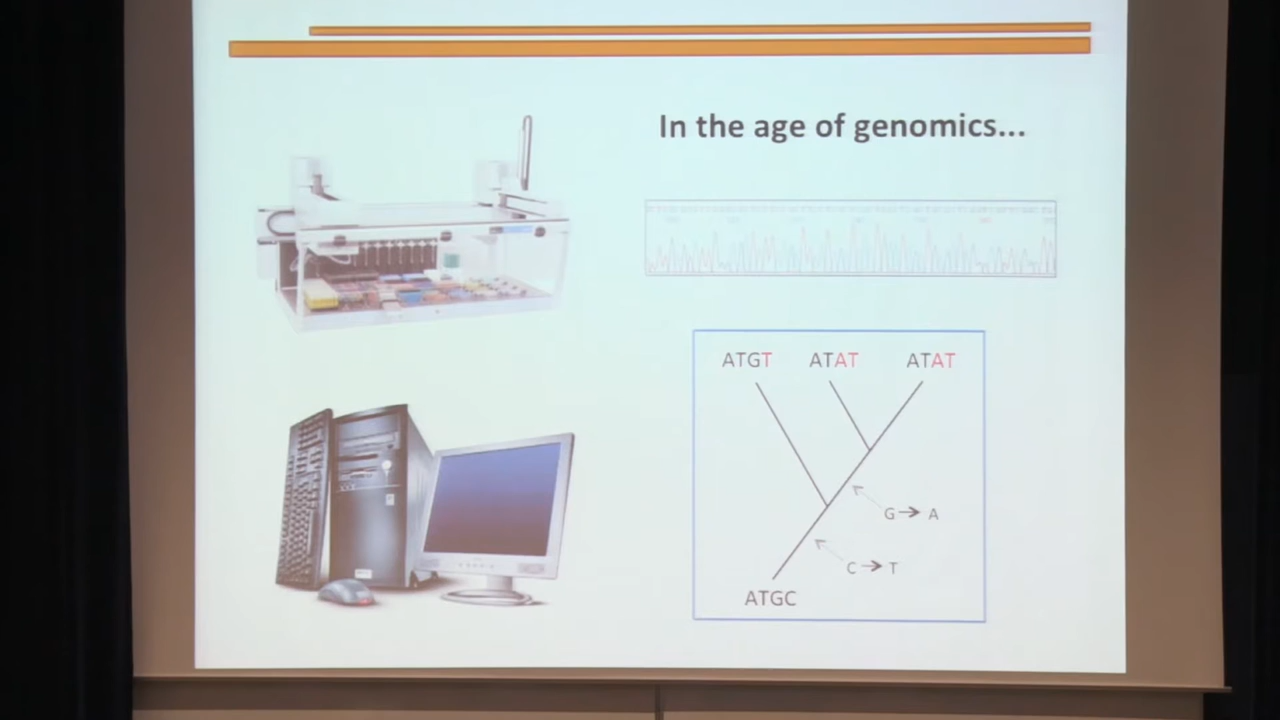 In the age of genomics...
ATGT ATAT ATAT
G → A
C → T
ATGC